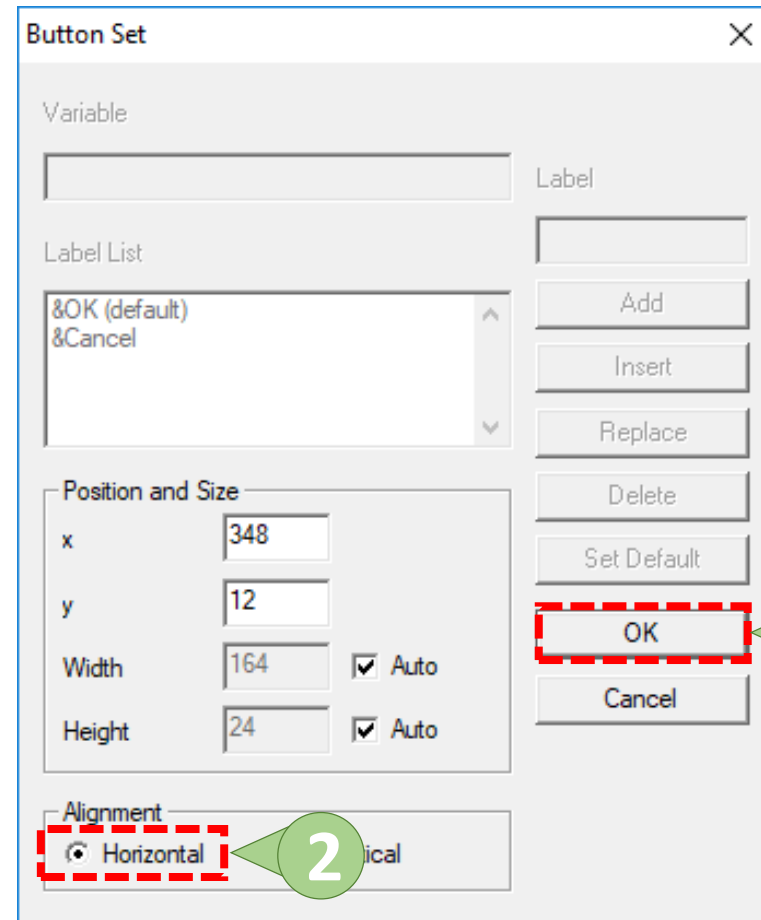 Button Set
Variable
Label
Label List
&OK (default)
&Cancel
Add
Insert
Replace
Delete
Set Default
OK
Cancel
Position and Size
x 348
y 12
Width 164 Auto
Height 24 Auto
Alignment
Horizontal 2 ical